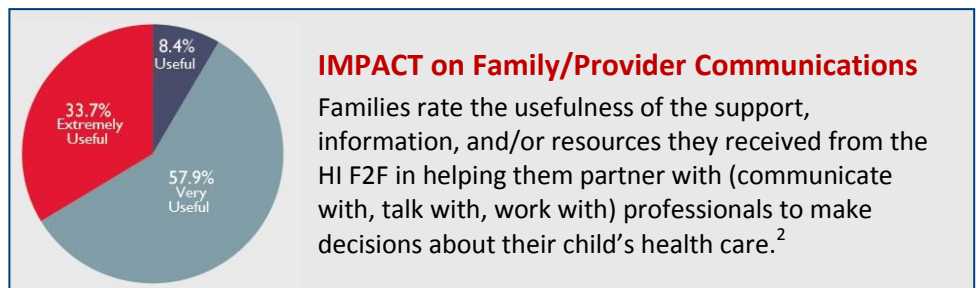 8.4%
Useful
33.7%
Extremely
Useful
57.9%
Very
Useful
IMPACT on Family/Provider Communications
Families rate the usefulness of the support,
information, and/or resources they received from the
HI F2F in helping them partner with (communicate
with, talk with, work with) professionals to make
decisions about their child’s health care.²